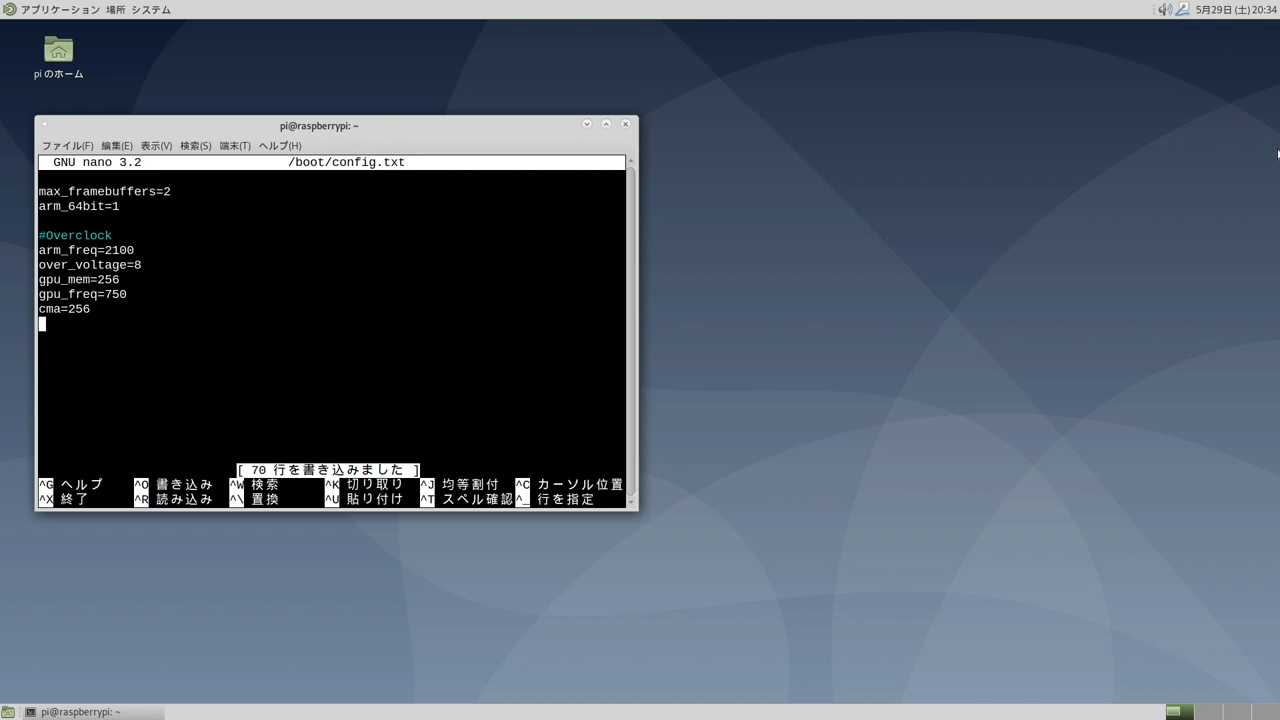 アプリケーション 場所 システム
5月29日 (土) 20:34
pi のホーム
pi@raspberrypi: ~
ファイル(F) 編集(E) 表示(V) 検索(S) 端末(T) ヘルプ(H)
GNU nano 3.2 /boot/config.txt
max_framebuffers=2
arm_64bit=1
#Overclock
arm_freq=2100
over_voltage=8
gpu_mem=256
gpu_freq=750
cma=256
[ 70 行を書き込みました ]
^G ヘルプ ^O 書き込み ^W 検索 ^K 切り取り ^J 均等割付 ^C カーソル位置
^X 終了 ^R 読み込み ^\ 置換 ^U 貼り付け ^T スペル確認 ^_ 行を指定
pi@raspberrypi: ~